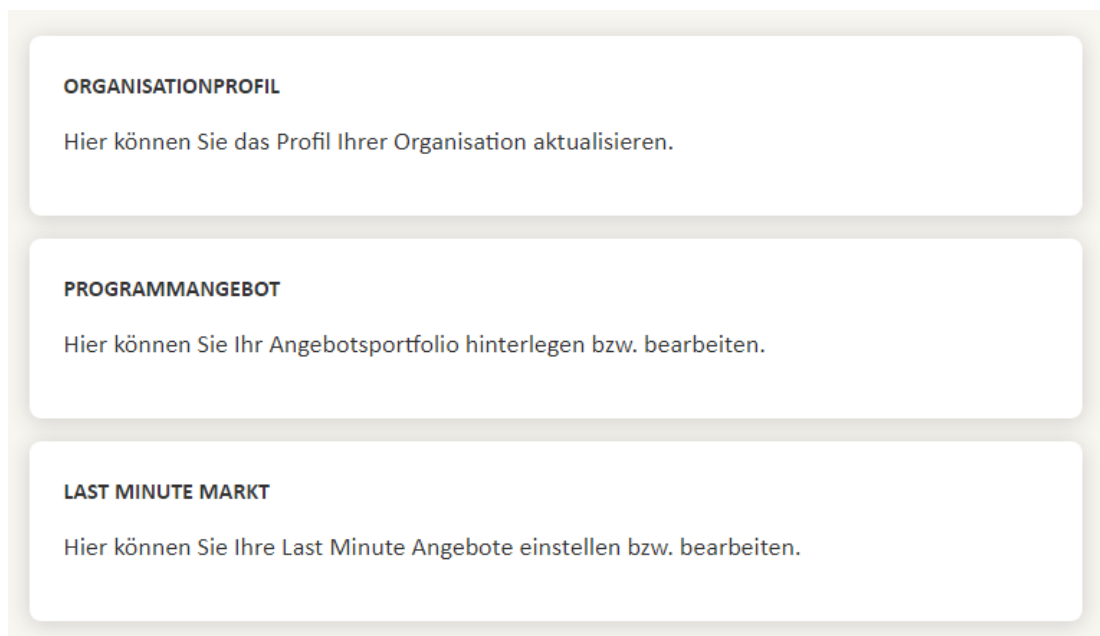 ORGANISATIONPROFIL
Hier können Sie das Profil Ihrer Organisation aktualisieren.
PROGRAMMANGEBOT
Hier können Sie Ihr Angebotsportfolio hinterlegen bzw. bearbeiten.
LAST MINUTE MARKT
Hier können Sie Ihre Last Minute Angebote einstellen bzw. bearbeiten.